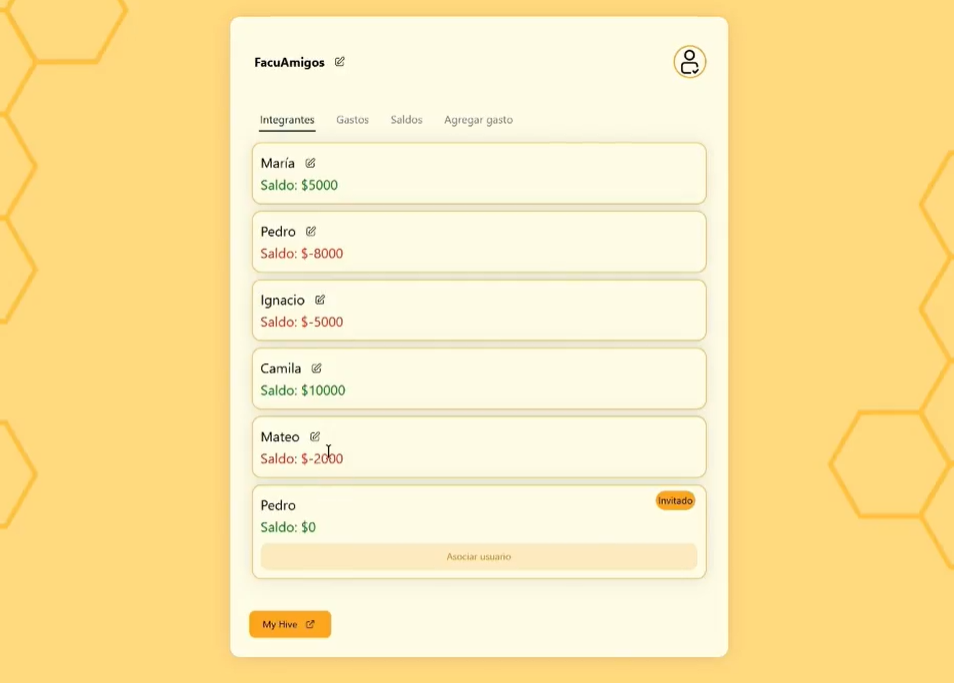 FacuAmigos
Integrantes Gastos Saldos Agregar gasto
María
Saldo: $5000
Pedro
Saldo: $-8000
Ignacio
Saldo: $-5000
Camila
Saldo: $10000
Mateo
Saldo: $-2000
Pedro
Invitado
Saldo: $0
Asociar usuario
My Hive